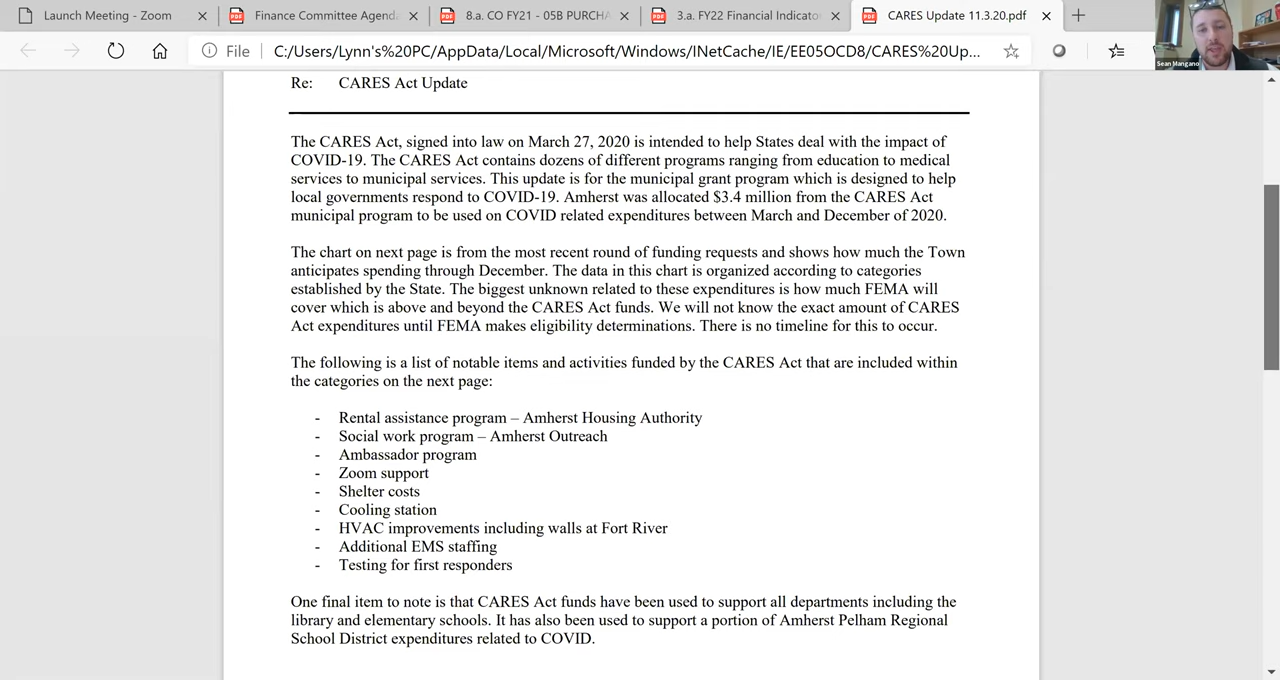 Launch Meeting - Zoom
Finance Committee Agend
8.a. CO FY21 - 05B PURCHA
3.a. FY22 Financial Indicato
CARES Update 11.3.20.pdf
File C:/Users/Lynn's%20PC/AppData/Local/Microsoft/Windows/INetCache/IE/EE05OCD8/CARES%20Up...
Sean Mangano
Re: CARES Act Update
The CARES Act, signed into law on March 27, 2020 is intended to help States deal with the impact of
COVID-19. The CARES Act contains dozens of different programs ranging from education to medical
services to municipal services. This update is for the municipal grant program which is designed to help
local governments respond to COVID-19. Amherst was allocated $3.4 million from the CARES Act
municipal program to be used on COVID related expenditures between March and December of 2020.
The chart on next page is from the most recent round of funding requests and shows how much the Town
anticipates spending through December. The data in this chart is organized according to categories
established by the State. The biggest unknown related to these expenditures is how much FEMA will
cover which is above and beyond the CARES Act funds. We will not know the exact amount of CARES
Act expenditures until FEMA makes eligibility determinations. There is no timeline for this to occur.
The following is a list of notable items and activities funded by the CARES Act that are included within
the categories on the next page:
- Rental assistance program – Amherst Housing Authority
- Social work program – Amherst Outreach
- Ambassador program
- Zoom support
- Shelter costs
- Cooling station
- HVAC improvements including walls at Fort River
- Additional EMS staffing
- Testing for first responders
One final item to note is that CARES Act funds have been used to support all departments including the
library and elementary schools. It has also been used to support a portion of Amherst Pelham Regional
School District expenditures related to COVID.